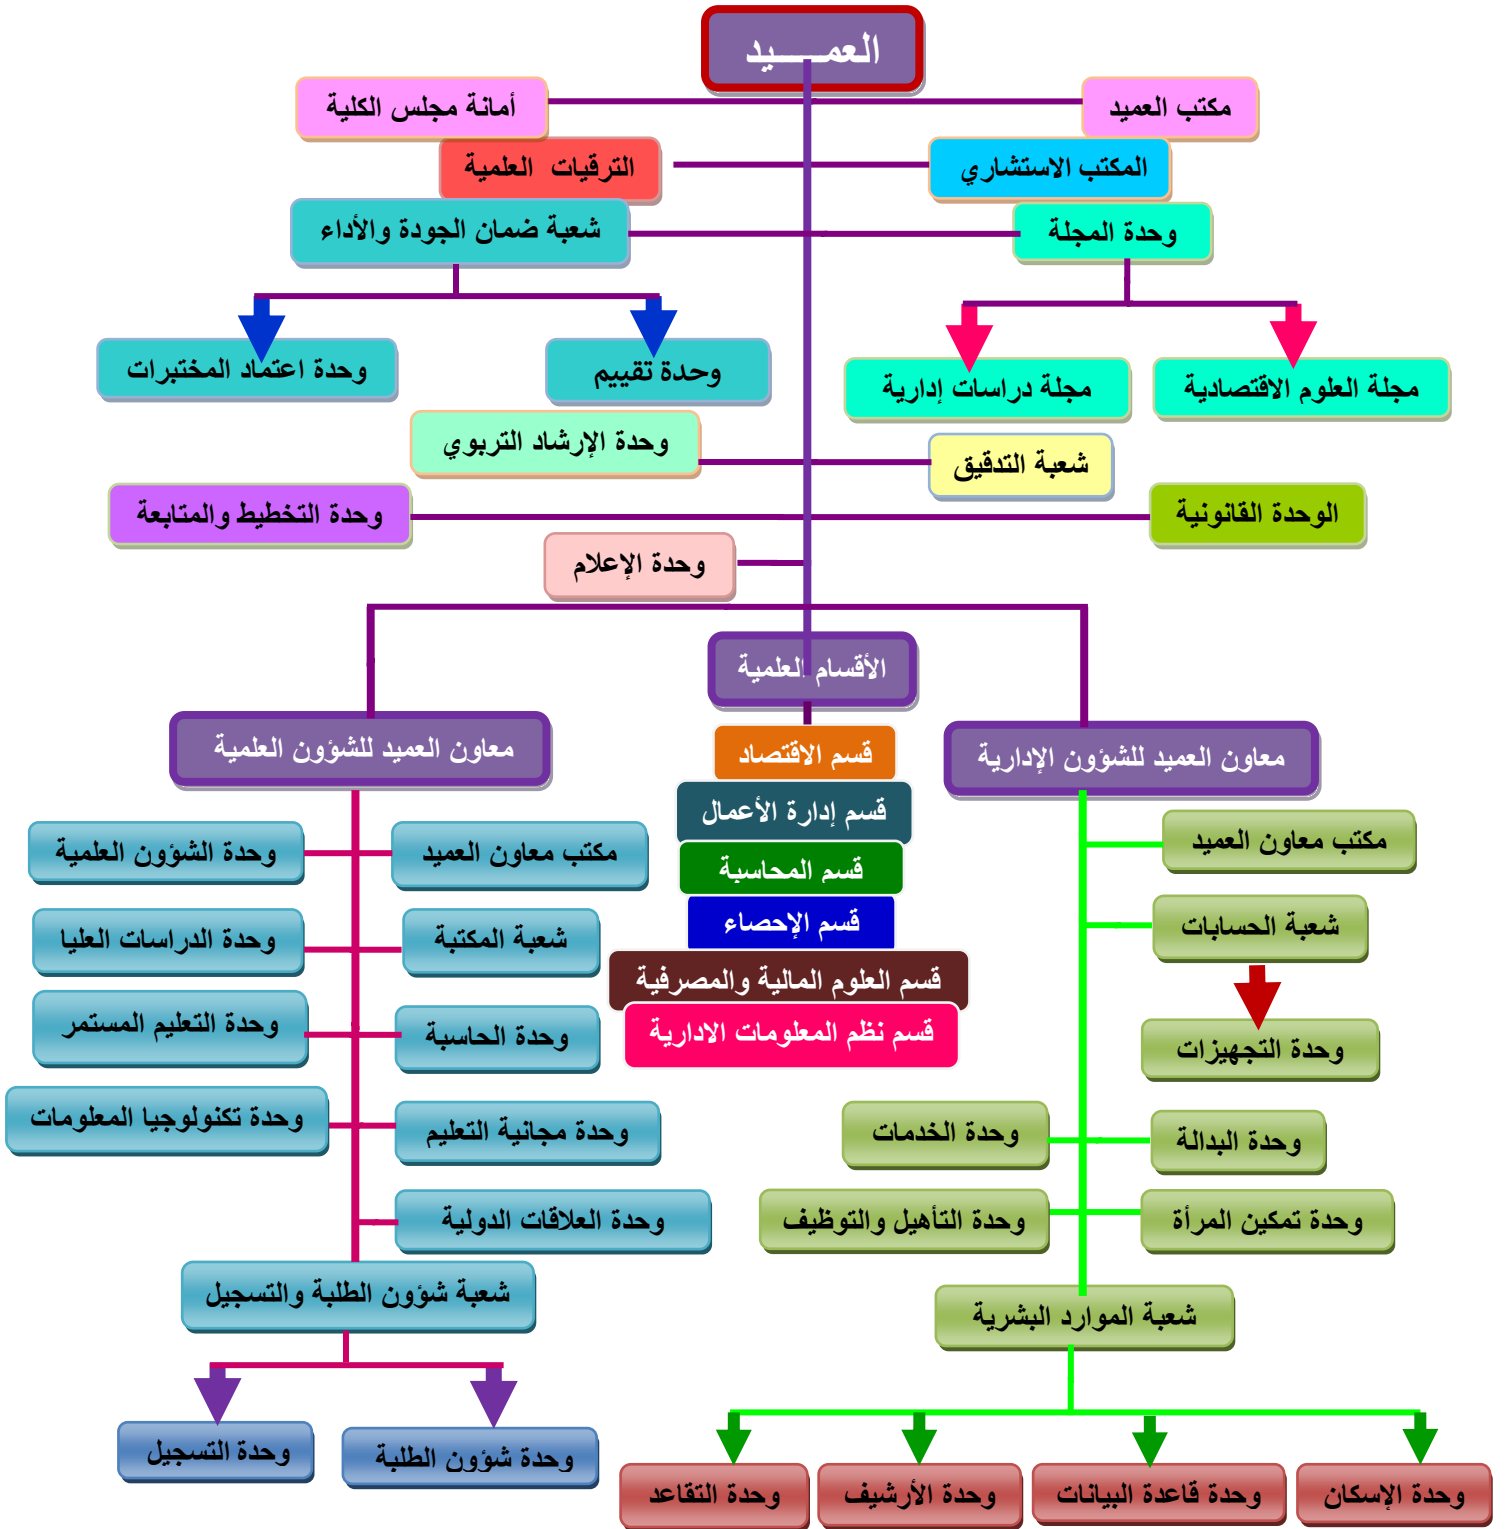 العمـــــيد
مكتب العميد
أمانة مجلس الكلية
المكتب الاستشاري
الترقيات العلمية
وحدة المجلة
شعبة ضمان الجودة والأداء
مجلة العلوم الاقتصادية
مجلة دراسات إدارية
وحدة تقييم
وحدة اعتماد المختبرات
شعبة التدقيق
وحدة الإرشاد التربوي
الوحدة القانونية
وحدة التخطيط والمتابعة
وحدة الإعلام
الأقسام العلمية
معاون العميد للشؤون الإدارية
معاون العميد للشؤون العلمية
قسم الاقتصاد
قسم إدارة الأعمال
قسم المحاسبة
قسم الإحصاء
قسم العلوم المالية والمصرفية
قسم نظم المعلومات الادارية
مكتب معاون العميد
شعبة الحسابات
وحدة التجهيزات
وحدة البدالة
وحدة الخدمات
وحدة تمكين المرأة
وحدة التأهيل والتوظيف
شعبة الموارد البشرية
وحدة الإسكان
وحدة قاعدة البيانات
وحدة الأرشيف
وحدة التقاعد
مكتب معاون العميد
وحدة الشؤون العلمية
شعبة المكتبة
وحدة الدراسات العليا
وحدة الحاسبة
وحدة التعليم المستمر
وحدة مجانية التعليم
وحدة تكنولوجيا المعلومات
وحدة العلاقات الدولية
شعبة شؤون الطلبة والتسجيل
وحدة شؤون الطلبة
وحدة التسجيل